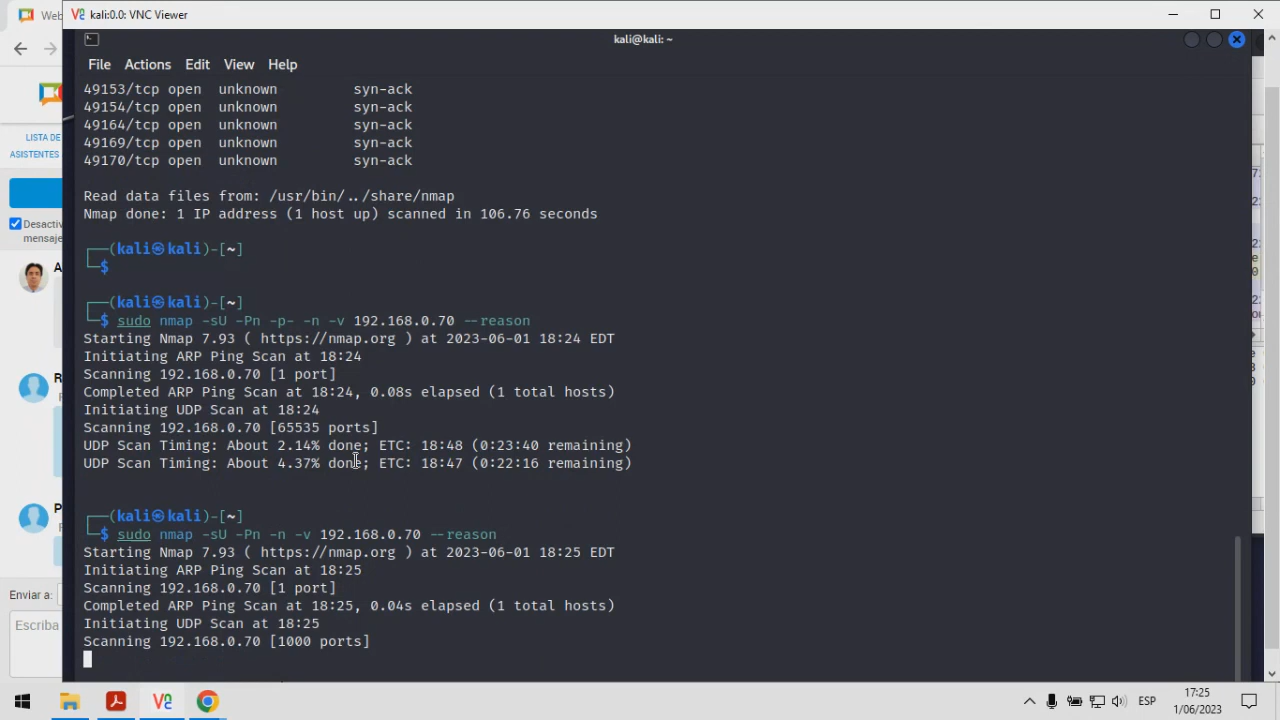 Web
kali:0.0: VNC Viewer
kali@kali: ~
File Actions Edit View Help
49153/tcp open  unknown         syn-ack
49154/tcp open  unknown         syn-ack
49164/tcp open  unknown         syn-ack
49169/tcp open  unknown         syn-ack
49170/tcp open  unknown         syn-ack
Read data files from: /usr/bin/../share/nmap
Nmap done: 1 IP address (1 host up) scanned in 106.76 seconds
┌──(kali㉿kali)-[~]
└─$
┌──(kali㉿kali)-[~]
└─$ sudo nmap -sU -Pn -p- -n -v 192.168.0.70 --reason
Starting Nmap 7.93 ( https://nmap.org ) at 2023-06-01 18:24 EDT
Initiating ARP Ping Scan at 18:24
Scanning 192.168.0.70 [1 port]
Completed ARP Ping Scan at 18:24, 0.08s elapsed (1 total hosts)
Initiating UDP Scan at 18:24
Scanning 192.168.0.70 [65535 ports]
UDP Scan Timing: About 2.14% done; ETC: 18:48 (0:23:40 remaining)
UDP Scan Timing: About 4.37% done; ETC: 18:47 (0:22:16 remaining)
┌──(kali㉿kali)-[~]
└─$ sudo nmap -sU -Pn -n -v 192.168.0.70 --reason
Starting Nmap 7.93 ( https://nmap.org ) at 2023-06-01 18:25 EDT
Initiating ARP Ping Scan at 18:25
Scanning 192.168.0.70 [1 port]
Completed ARP Ping Scan at 18:25, 0.04s elapsed (1 total hosts)
Initiating UDP Scan at 18:25
Scanning 192.168.0.70 [1000 ports]
LISTA DE
ASISTENTES
Desactiv
mensaje
A
R
P
Enviar a:
Escriba
ESP
17:25
1/06/2023